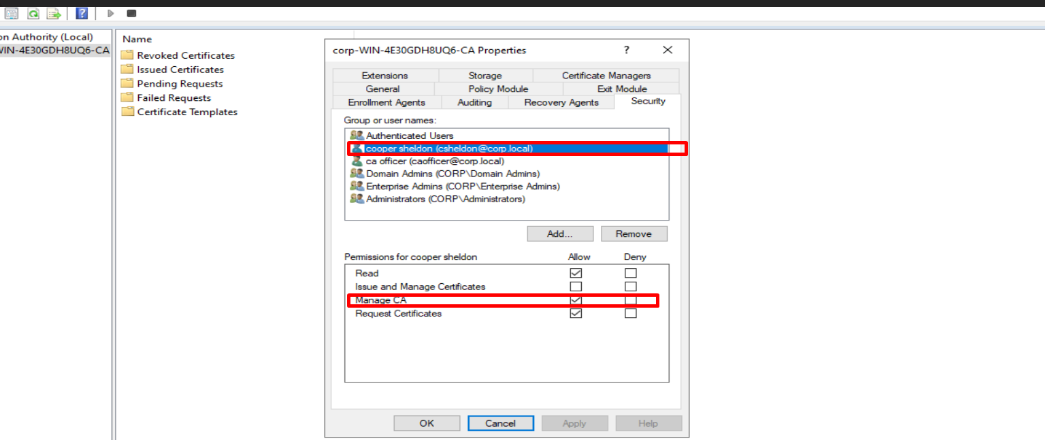 on Authority (Local)
WIN-4E30GDH8UQ6-CA
Name
Revoked Certificates
Issued Certificates
Pending Requests
Failed Requests
Certificate Templates
corp-WIN-4E30GDH8UQ6-CA Properties
Extensions Storage Certificate Managers
General Policy Module Exit Module
Enrollment Agents Auditing Recovery Agents Security
Group or user names:
Authenticated Users
cooper sheldon (csheldon@corp.local)
ca officer (caofficer@corp.local)
Domain Admins (CORP\Domain Admins)
Enterprise Admins (CORP\Enterprise Admins)
Administrators (CORP\Administrators)
Add... Remove
Permissions for cooper sheldon Allow Deny
Read
Issue and Manage Certificates
Manage CA
Request Certificates
OK Cancel Apply Help